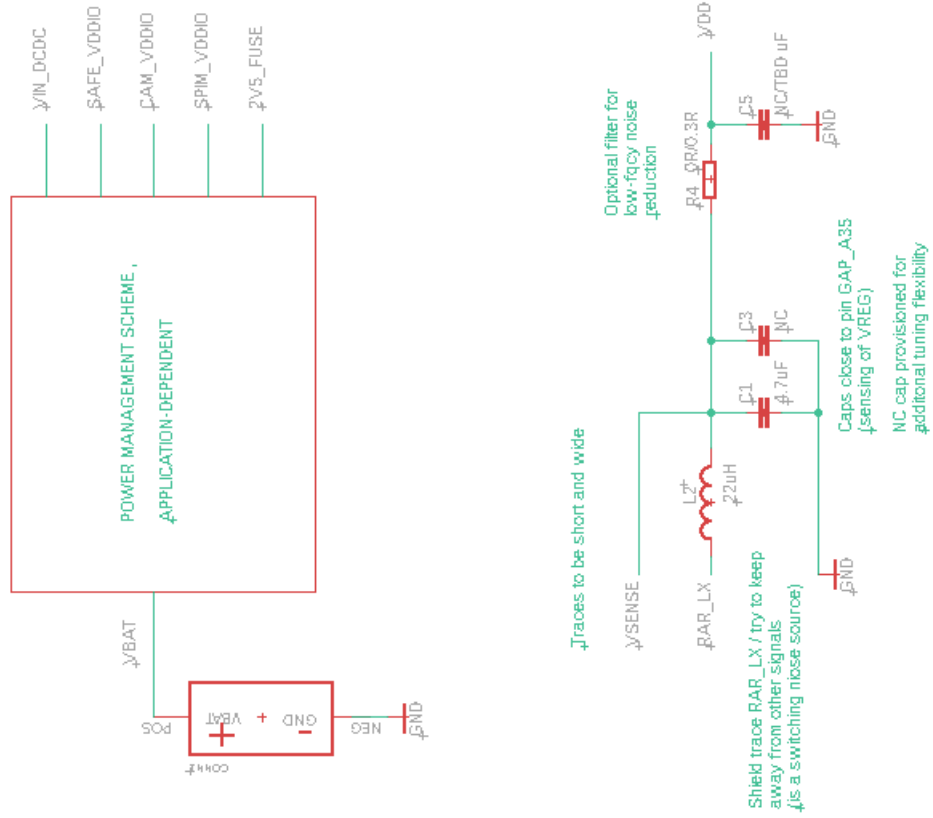 VIN_DCDC
SAFE_VDDIO
CAM_VDDIO
SPIM_VDDIO
2V5_FUSE
POWER MANAGEMENT SCHEME ,
APPLICATION-DEPENDENT
VBAT
POS
VBAT
GND
NEG
GND
VDD
C5
NC/TBD uF
GND
Optional filter for
low-fqcy noise
reduction
R4
0R/0.3R
C3
NC
C1
4.7uF
Caps close to pin GAP_A35
(sensing of VREG)
NC cap provisioned for
additonal tuning flexibility
Traces to be short and wide
L2
22uH
VSENSE
RAR_LX
GND
Shield trace RAR_LX / try to keep
away from other signals
(is a switching niose source)